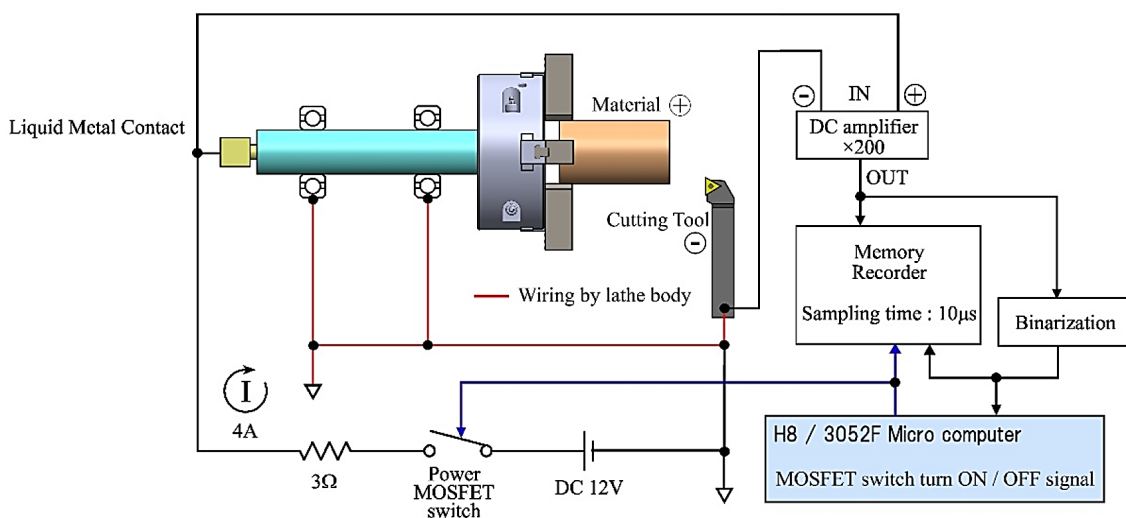 Liquid Metal Contact
Material ⊕
⊖ IN ⊕
DC amplifier
×200
OUT
Cutting Tool
⊖
Memory
Recorder
Sampling time : 10μs
Wiring by lathe body
Binarization
I
4A
3Ω
Power
MOSFET
switch
DC 12V
H8 / 3052F Micro computer
MOSFET switch turn ON / OFF signal